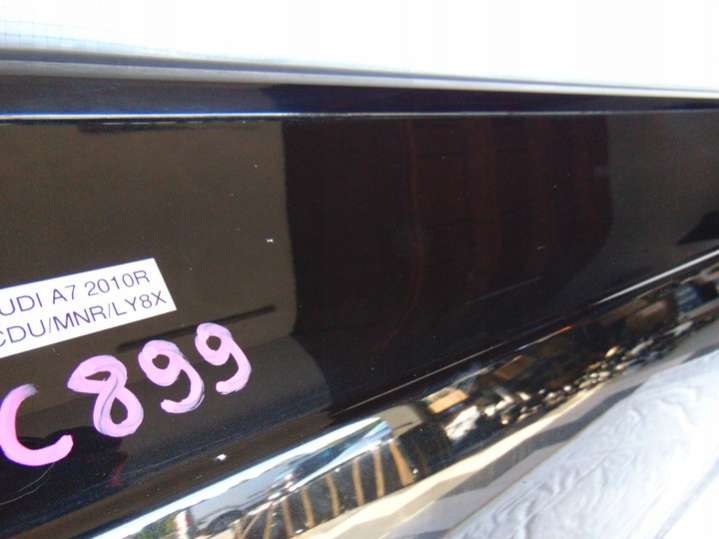 UDI A7 2010R
CDU/MNR/LY8X
C899